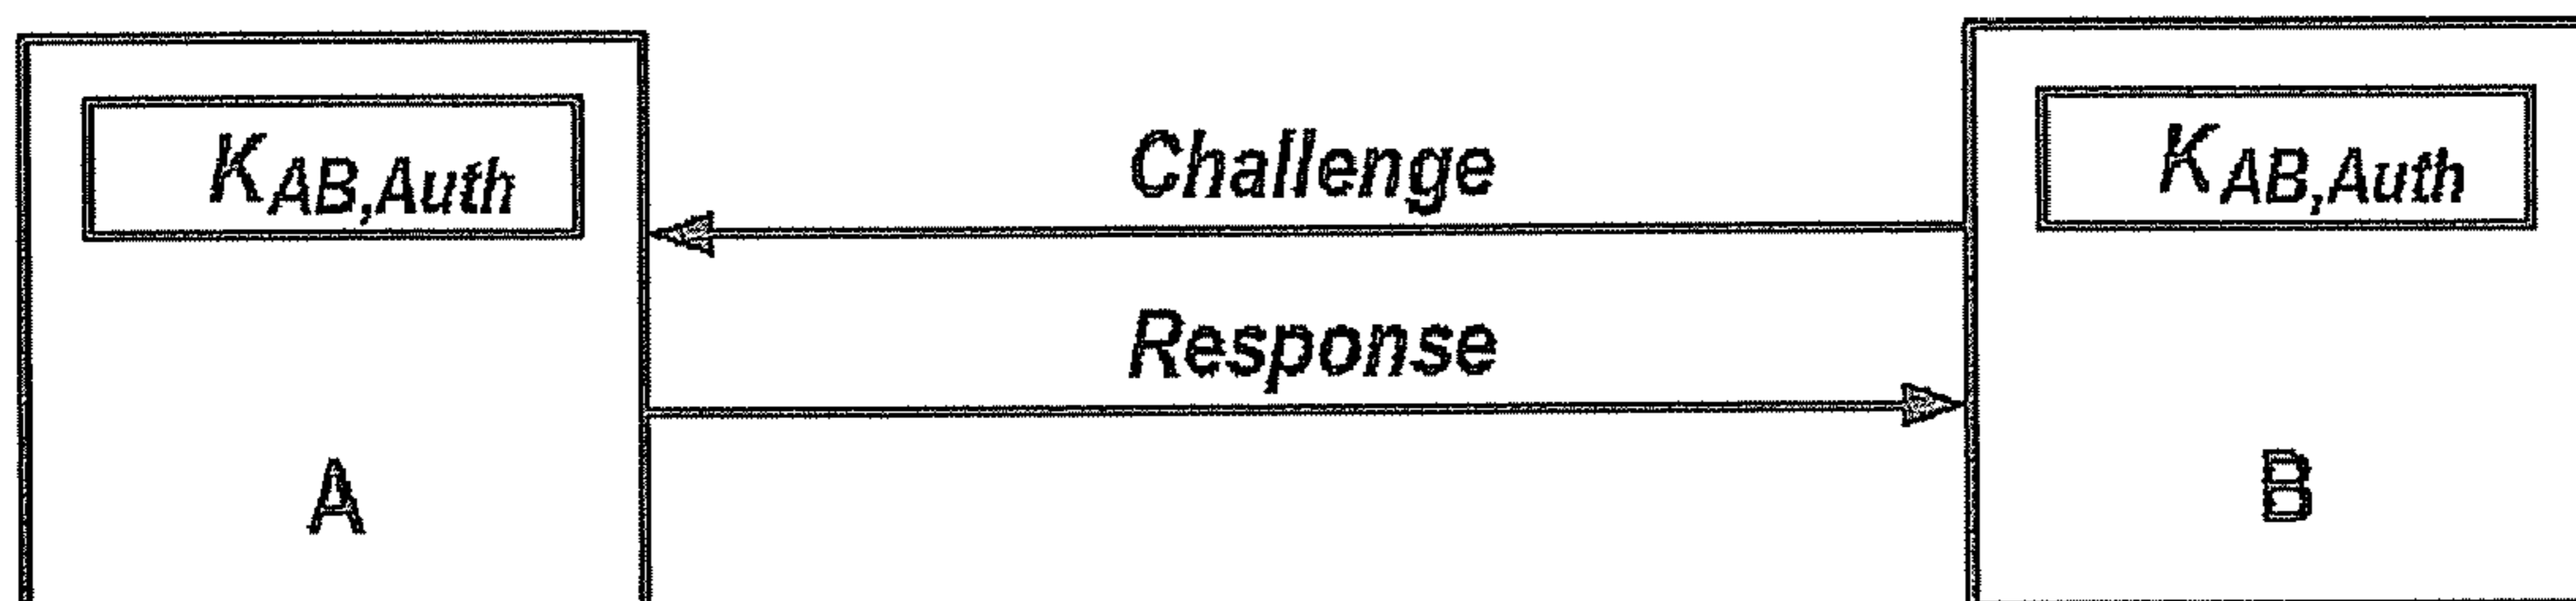 K_AB,Auth
Challenge
K_AB,Auth
Response
A
B